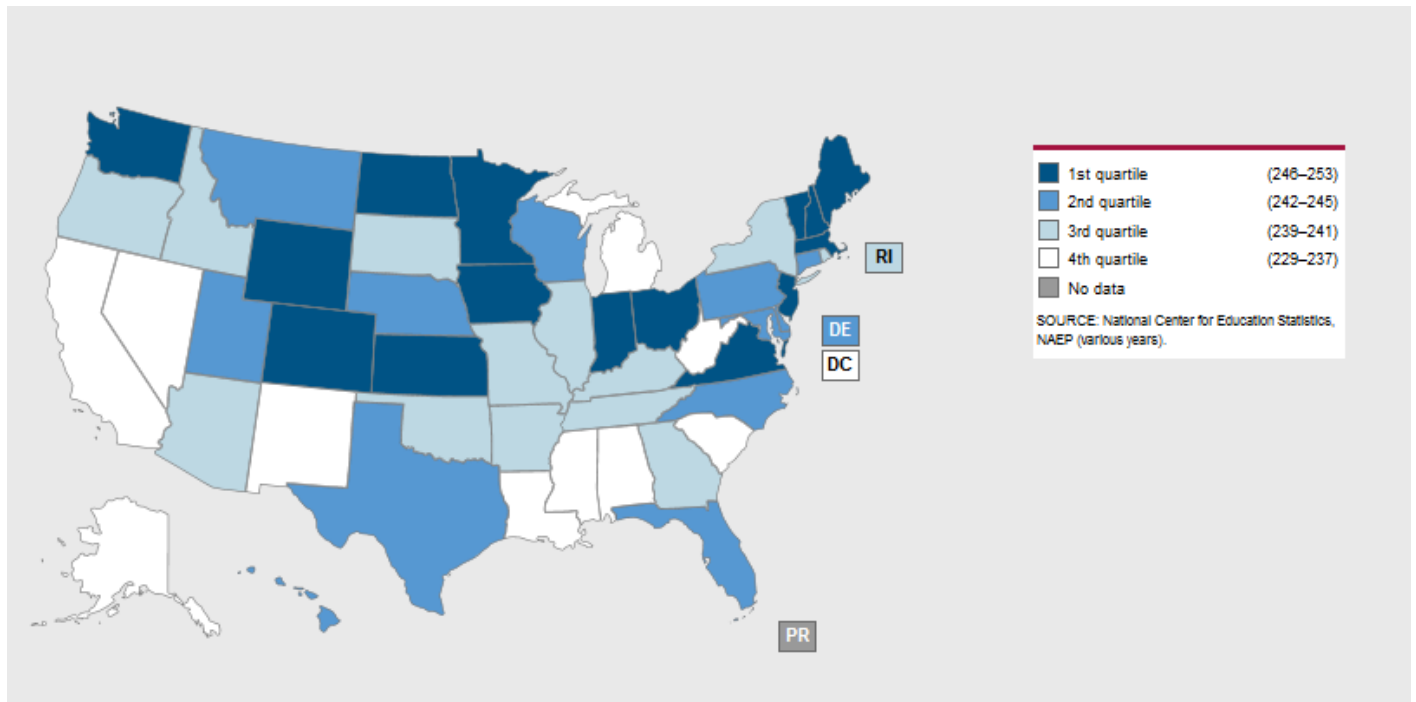 1st quartile (246–253)
2nd quartile (242–245)
3rd quartile (239–241)
4th quartile (229–237)
No data
SOURCE: National Center for Education Statistics,
NAEP (various years).
RI
DE
DC
PR